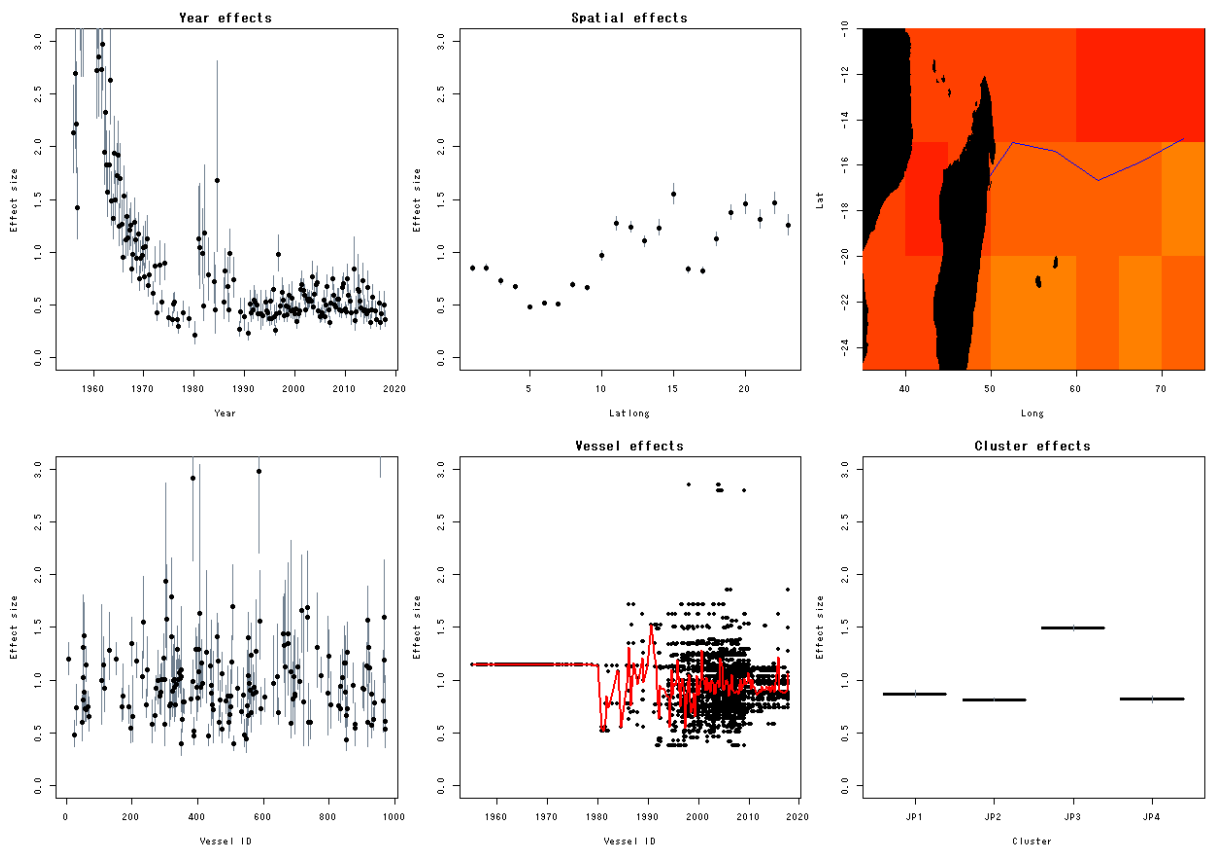 Year effects
Effect size
0.0 0.5 1.0 1.5 2.0 2.5 3.0
1960 1970 1980 1990 2000 2010 2020
Year
Spatial effects
Effect size
0.0 0.5 1.0 1.5 2.0 2.5 3.0
5 10 15 20
Latlong
Lat
-24 -22 -20 -18 -16 -14 -12 -10
40 50 60 70
Long
Effect size
0.0 0.5 1.0 1.5 2.0 2.5 3.0
0 200 400 600 800 1000
Vessel ID
Vessel effects
Effect size
0.0 0.5 1.0 1.5 2.0 2.5 3.0
1960 1970 1980 1990 2000 2010 2020
Vessel ID
Cluster effects
Effect size
0.0 0.5 1.0 1.5 2.0 2.5 3.0
JP1 JP2 JP3 JP4
Cluster